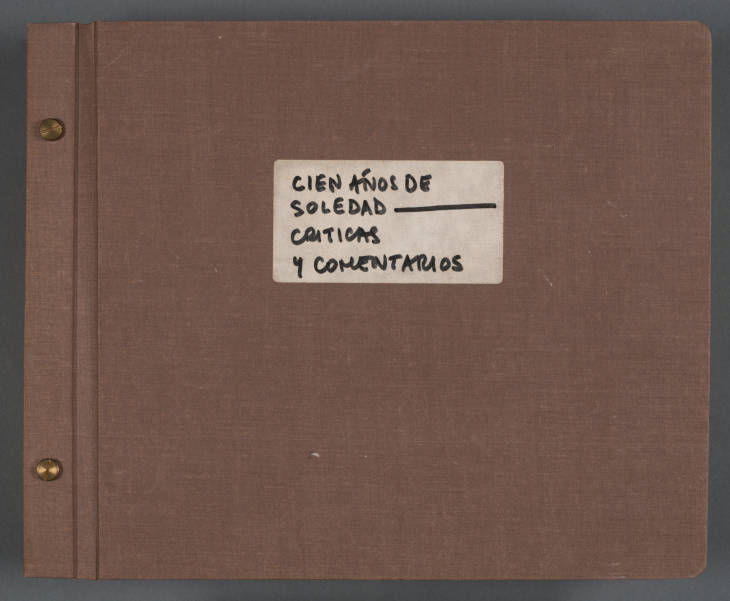 CIEN AÑOS DE
SOLEDAD —
CRITICAS
Y COMENTARIOS